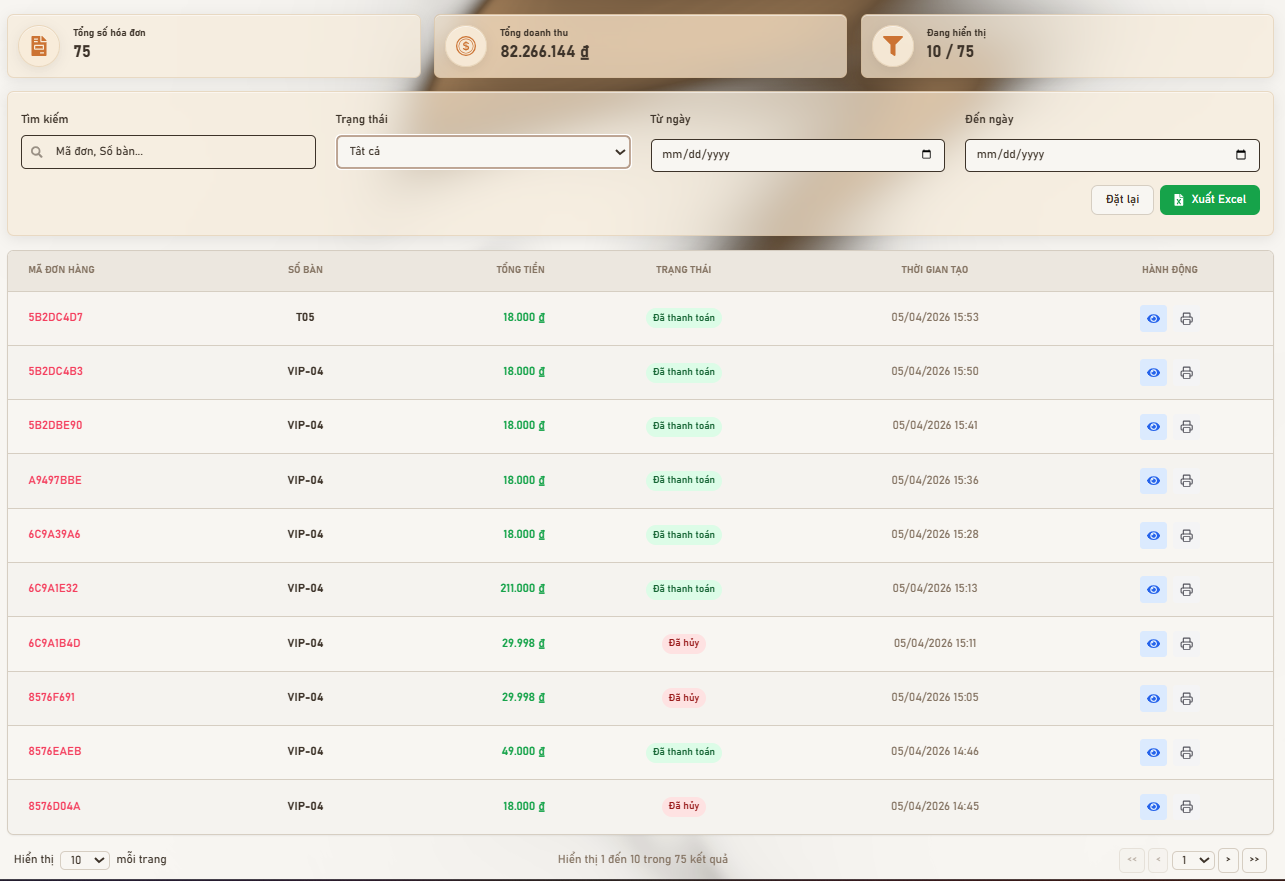 Tổng số hóa đơn
75
Tổng doanh thu
82.266.144 ₫
Đang hiển thị
10 / 75
Tìm kiếm
Trạng thái
Từ ngày
Đến ngày
Mã đơn, Số bàn...
Tất cả
mm/dd/yyyy
mm/dd/yyyy
Đặt lại
Xuất Excel
MÃ ĐƠN HÀNG SỐ BÀN TỔNG TIỀN TRẠNG THÁI THỜI GIAN TẠO HÀNH ĐỘNG
5B2DC4D7 T05 18.000 ₫ Đã thanh toán 05/04/2026 15:53
5B2DC4B3 VIP-04 18.000 ₫ Đã thanh toán 05/04/2026 15:50
5B2DBE90 VIP-04 18.000 ₫ Đã thanh toán 05/04/2026 15:41
A9497BBE VIP-04 18.000 ₫ Đã thanh toán 05/04/2026 15:36
6C9A39A6 VIP-04 18.000 ₫ Đã thanh toán 05/04/2026 15:28
6C9A1E32 VIP-04 211.000 ₫ Đã thanh toán 05/04/2026 15:13
6C9A1B4D VIP-04 29.998 ₫ Đã hủy 05/04/2026 15:11
8576F691 VIP-04 29.998 ₫ Đã hủy 05/04/2026 15:05
8576EAEB VIP-04 49.000 ₫ Đã thanh toán 05/04/2026 14:46
8576D04A VIP-04 18.000 ₫ Đã hủy 05/04/2026 14:45
Hiển thị 10 mỗi trang
Hiển thị 1 đến 10 trong 75 kết quả
<< < 1 > >>